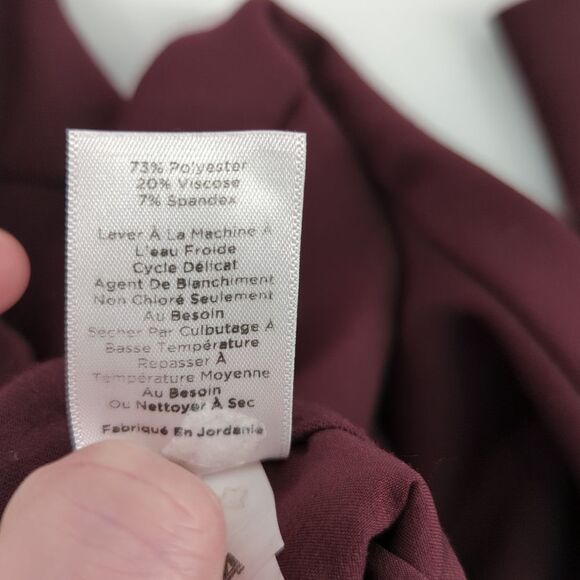 73% Polyester
20% Viscose
7% Spandex
Laver À La Machine À
L'eau Froide
Cycle Délicat
Agent De Blanchiment
Non Chloré Seulement
Au Besoin
Sécher Par Culbutage À
Basse Température
Repasser À
Température Moyenne
Au Besoin
Ou Nettoyer À Sec
Fabriqué En Jordanie